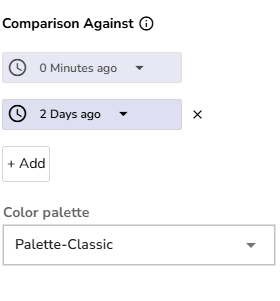 Comparison Against
0 Minutes ago
2 Days ago
+ Add
Color palette
Palette-Classic